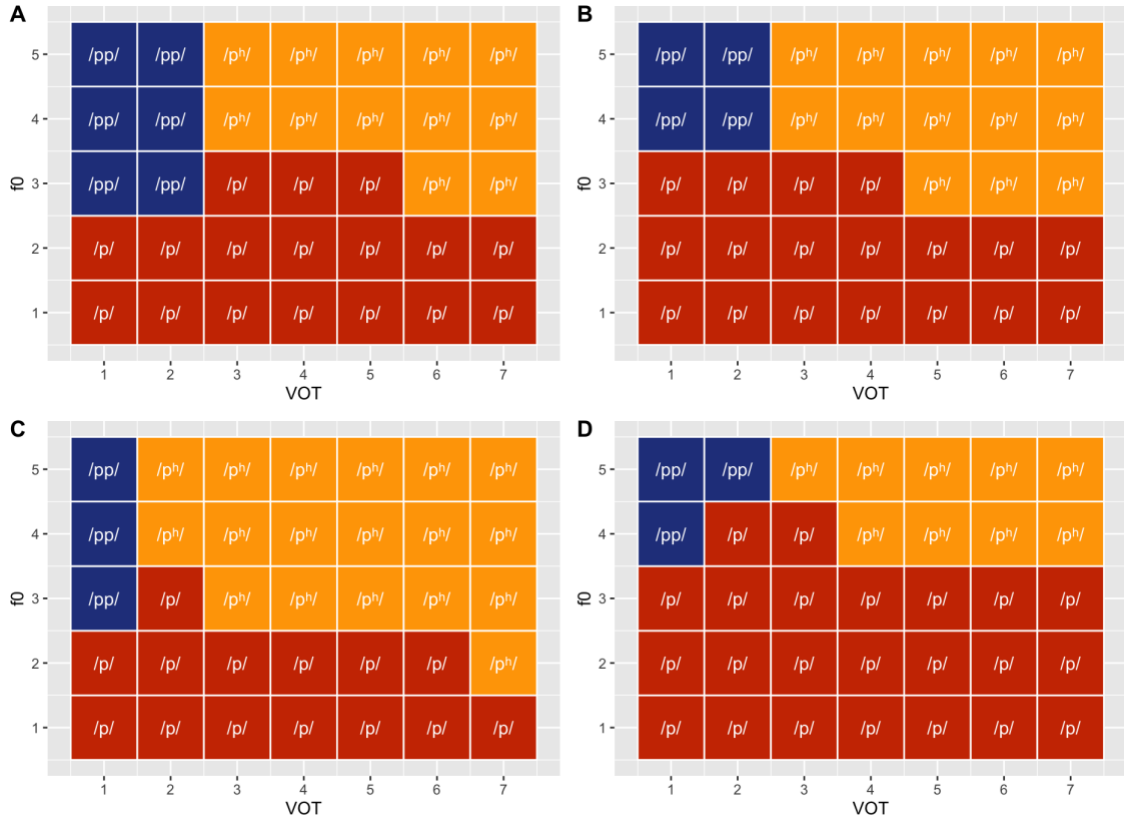 A
5 /pp/ /pp/ /pʰ/ /pʰ/ /pʰ/ /pʰ/ /pʰ/
4 /pp/ /pp/ /pʰ/ /pʰ/ /pʰ/ /pʰ/ /pʰ/
f0 3 /pp/ /pp/ /p/ /p/ /p/ /pʰ/ /pʰ/
2 /p/ /p/ /p/ /p/ /p/ /p/ /p/
1 /p/ /p/ /p/ /p/ /p/ /p/ /p/
1 2 3 4 5 6 7
VOT
B
5 /pp/ /pp/ /pʰ/ /pʰ/ /pʰ/ /pʰ/ /pʰ/
4 /pp/ /pp/ /pʰ/ /pʰ/ /pʰ/ /pʰ/ /pʰ/
f0 3 /p/ /p/ /p/ /p/ /pʰ/ /pʰ/ /pʰ/
2 /p/ /p/ /p/ /p/ /p/ /p/ /p/
1 /p/ /p/ /p/ /p/ /p/ /p/ /p/
1 2 3 4 5 6 7
VOT
C
5 /pp/ /pʰ/ /pʰ/ /pʰ/ /pʰ/ /pʰ/ /pʰ/
4 /pp/ /pʰ/ /pʰ/ /pʰ/ /pʰ/ /pʰ/ /pʰ/
f0 3 /pp/ /p/ /pʰ/ /pʰ/ /pʰ/ /pʰ/ /pʰ/
2 /p/ /p/ /p/ /p/ /p/ /p/ /pʰ/
1 /p/ /p/ /p/ /p/ /p/ /p/ /p/
1 2 3 4 5 6 7
VOT
D
5 /pp/ /pp/ /pʰ/ /pʰ/ /pʰ/ /pʰ/ /pʰ/
4 /pp/ /p/ /p/ /pʰ/ /pʰ/ /pʰ/ /pʰ/
f0 3 /p/ /p/ /p/ /p/ /p/ /p/ /p/
2 /p/ /p/ /p/ /p/ /p/ /p/ /p/
1 /p/ /p/ /p/ /p/ /p/ /p/ /p/
1 2 3 4 5 6 7
VOT